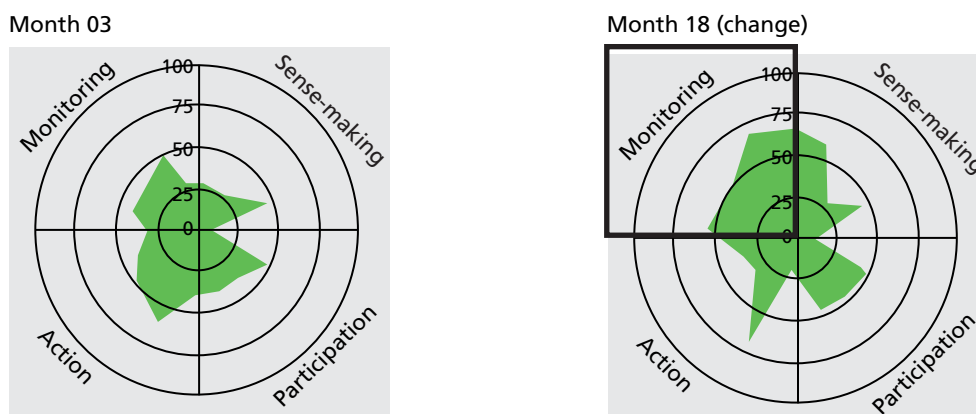 Month 03
Monitoring
Sense-making
100
75
50
25
0
Action
Participation
Month 18 (change)
Monitoring
Sense-making
100
75
50
25
0
Action
Participation